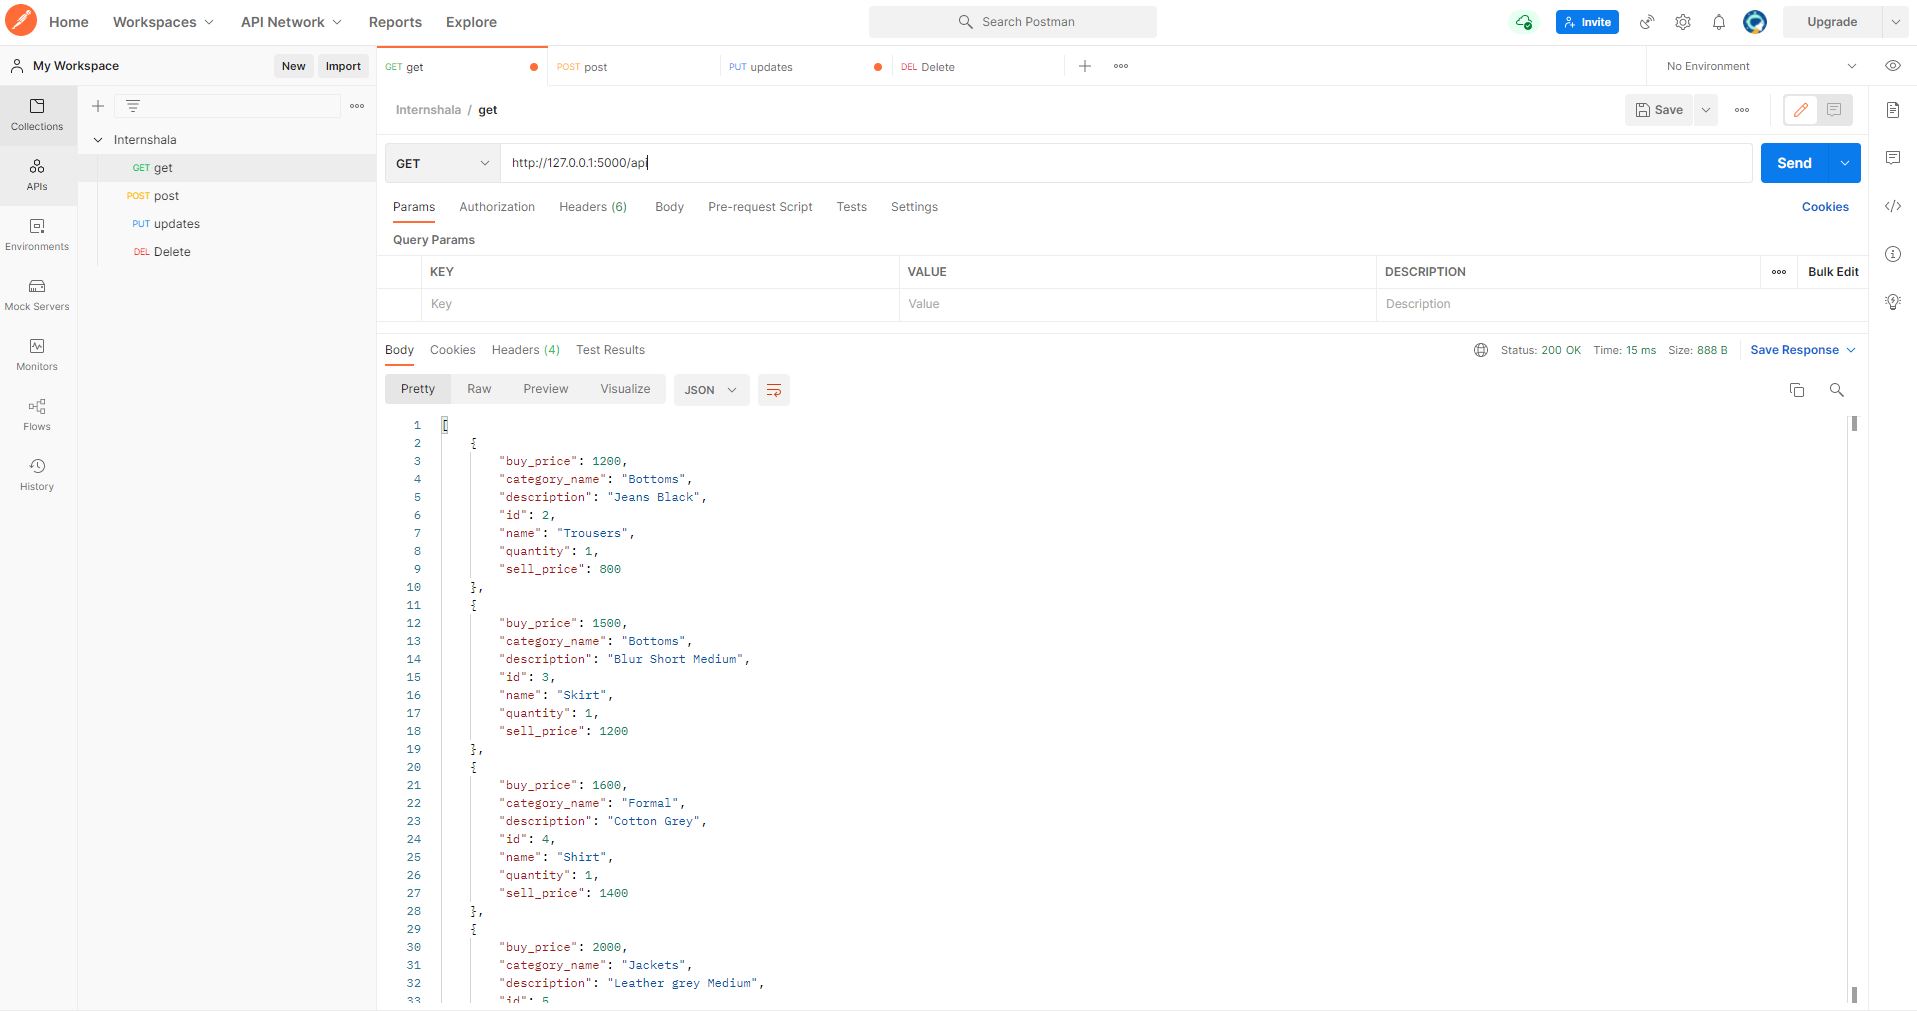 Home Workspaces API Network Reports Explore Search Postman Invite Upgrade
My Workspace New Import GET get POST post PUT updates DEL Delete No Environment
Collections
APIs
Environments
Mock Servers
Monitors
Flows
History
Internshala
GET get
POST post
PUT updates
DEL Delete
Internshala / get Save
GET http://127.0.0.1:5000/api Send
Params Authorization Headers (6) Body Pre-request Script Tests Settings Cookies
Query Params
KEY VALUE DESCRIPTION Bulk Edit
Key Value Description
Body Cookies Headers (4) Test Results Status: 200 OK Time: 15 ms Size: 888 B Save Response
Pretty Raw Preview Visualize JSON
1 [
2 {
3 "buy_price": 1200,
4 "category_name": "Bottoms",
5 "description": "Jeans Black",
6 "id": 2,
7 "name": "Trousers",
8 "quantity": 1,
9 "sell_price": 800
10 },
11 {
12 "buy_price": 1500,
13 "category_name": "Bottoms",
14 "description": "Blur Short Medium",
15 "id": 3,
16 "name": "Skirt",
17 "quantity": 1,
18 "sell_price": 1200
19 },
20 {
21 "buy_price": 1600,
22 "category_name": "Formal",
23 "description": "Cotton Grey",
24 "id": 4,
25 "name": "Shirt",
26 "quantity": 1,
27 "sell_price": 1400
28 },
29 {
30 "buy_price": 2000,
31 "category_name": "Jackets",
32 "description": "Leather grey Medium",
33 "id": 5